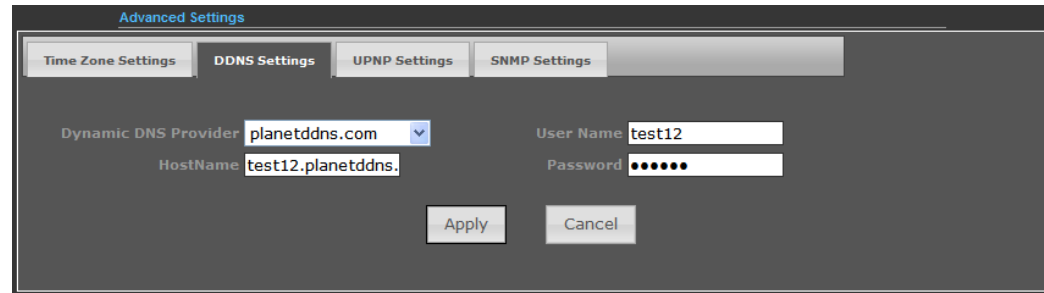 Advanced Settings
Time Zone Settings DDNS Settings UPNP Settings SNMP Settings
Dynamic DNS Provider planetddns.com User Name test12
HostName test12.planetddns. Password ●●●●●●
Apply Cancel